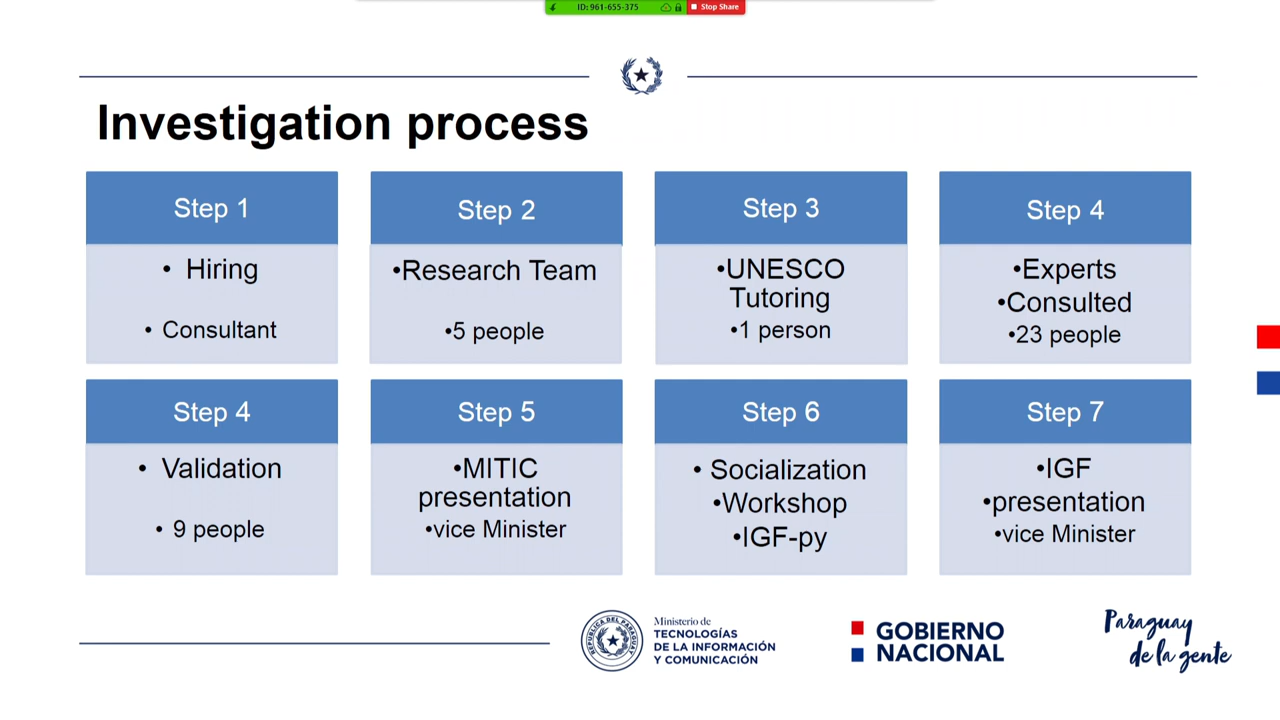 ID: 961-655-375
Stop Share
Investigation process
Step 1
• Hiring
• Consultant
Step 2
•Research Team
•5 people
Step 3
•UNESCO
Tutoring
•1 person
Step 4
•Experts
•Consulted
•23 people
Step 4
• Validation
• 9 people
Step 5
•MITIC
presentation
•vice Minister
Step 6
• Socialization
•Workshop
•IGF-py
Step 7
•IGF
•presentation
•vice Minister
REPUBLICA DEL PARAGUAY
Ministerio de
TECNOLOGÍAS
DE LA INFORMACIÓN
Y COMUNICACIÓN
GOBIERNO
NACIONAL
Paraguay
de la gente